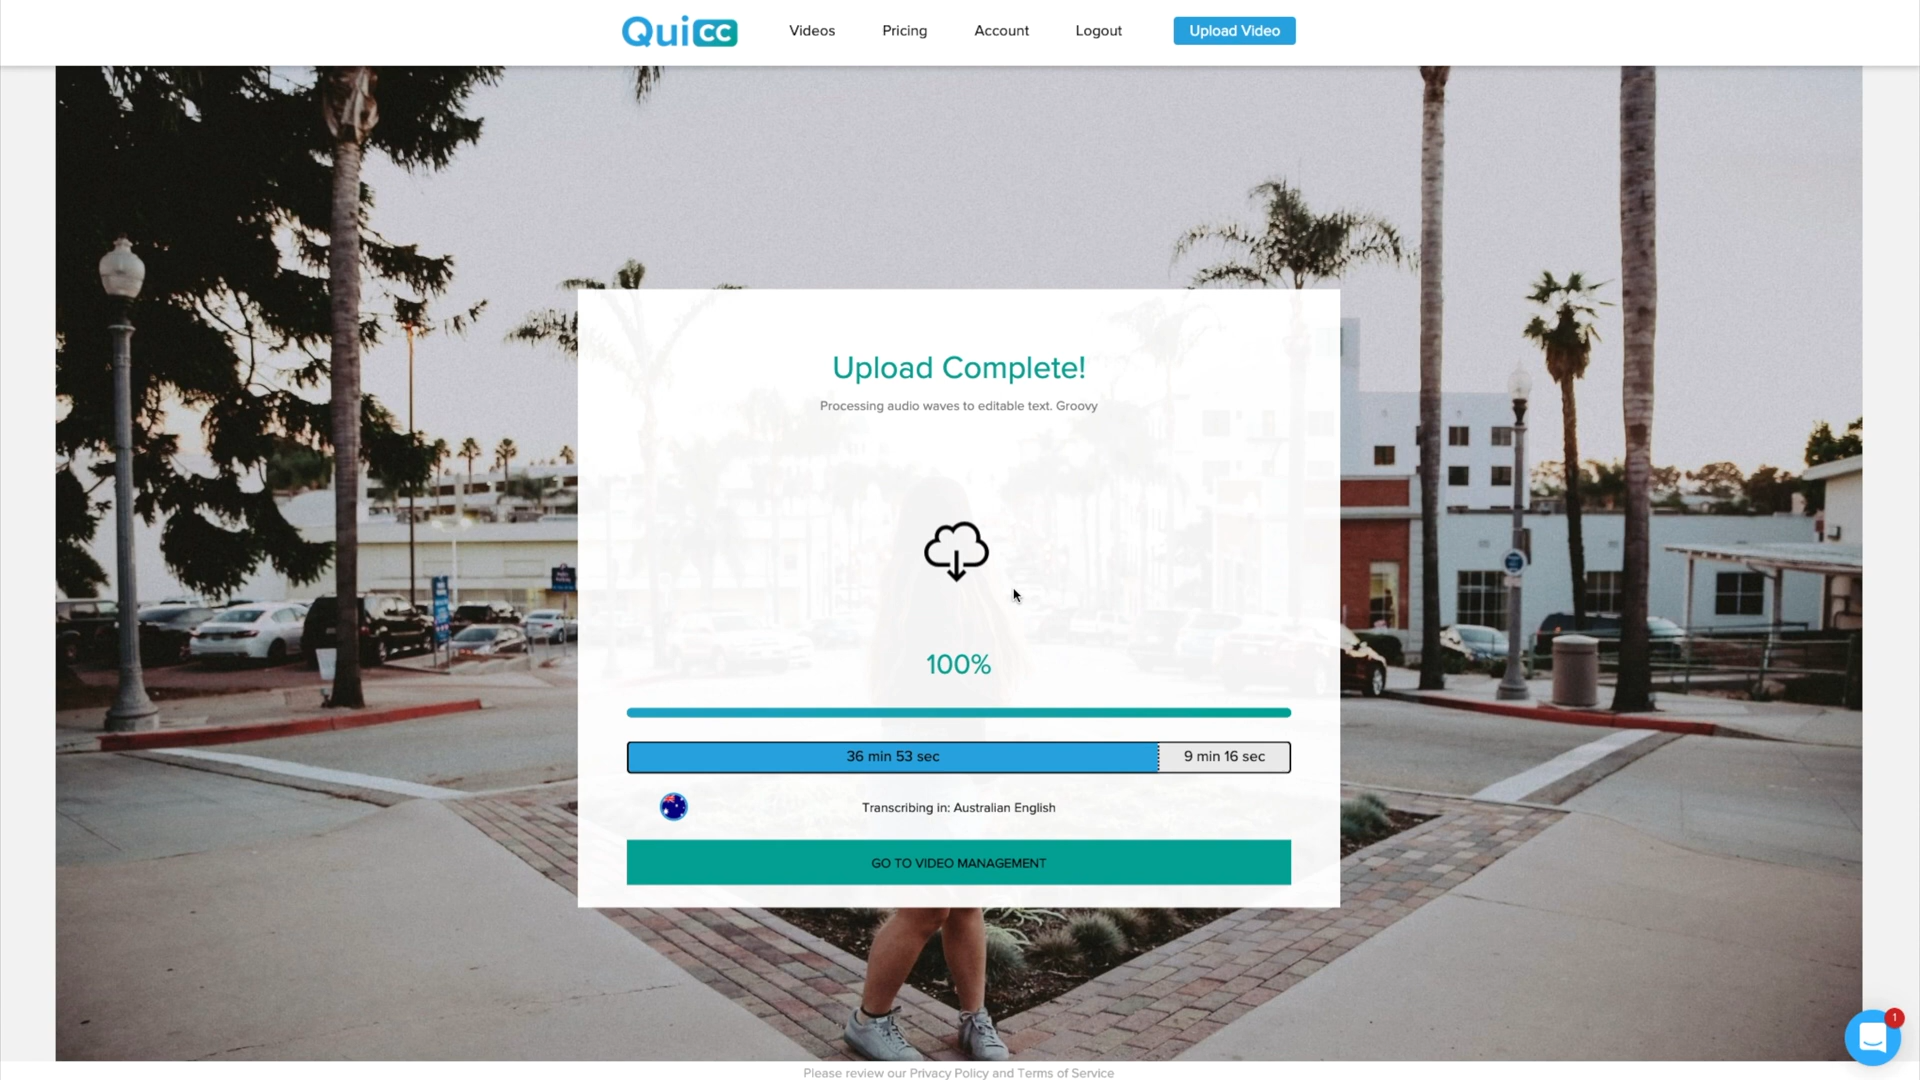 Quicc
Videos
Pricing
Account
Logout
Upload Video
Upload Complete!
Processing audio waves to editable text. Groovy
100%
36 min 53 sec
9 min 16 sec
Transcribing in: Australian English
GO TO VIDEO MANAGEMENT
1
Please review our Privacy Policy and Terms of Service